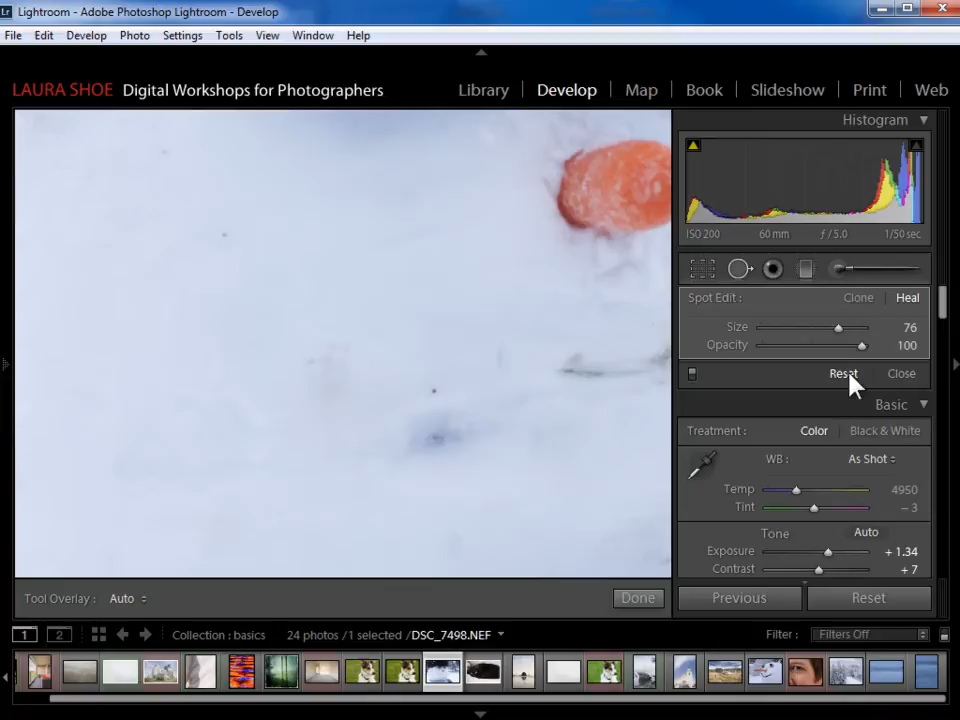 Lr Lightroom - Adobe Photoshop Lightroom - Develop
File Edit Develop Photo Settings Tools View Window Help
LAURA SHOE Digital Workshops for Photographers
Library | Develop | Map | Book | Slideshow | Print | Web
Histogram
ISO 200 60 mm ƒ / 5.0 1/50 sec
Spot Edit : Clone Heal
Size 76
Opacity 100
Reset Close
Basic
Treatment : Color Black & White
WB : As Shot
Temp 4950
Tint – 3
Tone Auto
Exposure + 1.34
Contrast + 7
Tool Overlay : Auto Done
Previous Reset
1 2 Collection : basics 24 photos /1 selected /DSC_7498.NEF Filter : Filters Off